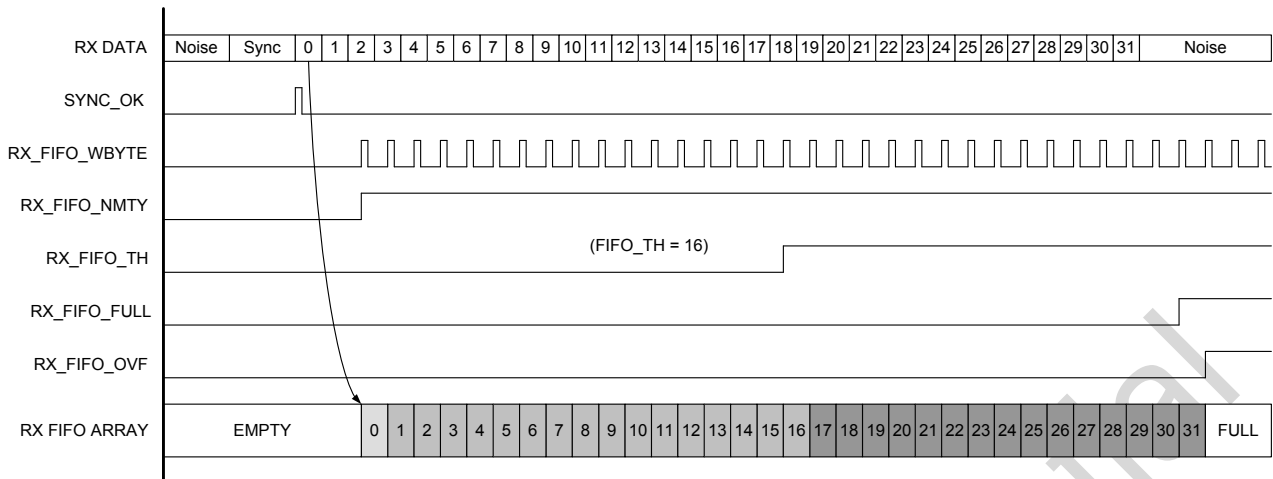 RX DATA Noise Sync 0 1 2 3 4 5 6 7 8 9 10 11 12 13 14 15 16 17 18 19 20 21 22 23 24 25 26 27 28 29 30 31 Noise
SYNC_OK
RX_FIFO_WBYTE
RX_FIFO_NMTY
(FIFO_TH = 16)
RX_FIFO_TH
RX_FIFO_FULL
RX_FIFO_OVF
RX FIFO ARRAY EMPTY 0 1 2 3 4 5 6 7 8 9 10 11 12 13 14 15 16 17 18 19 20 21 22 23 24 25 26 27 28 29 30 31 FULL